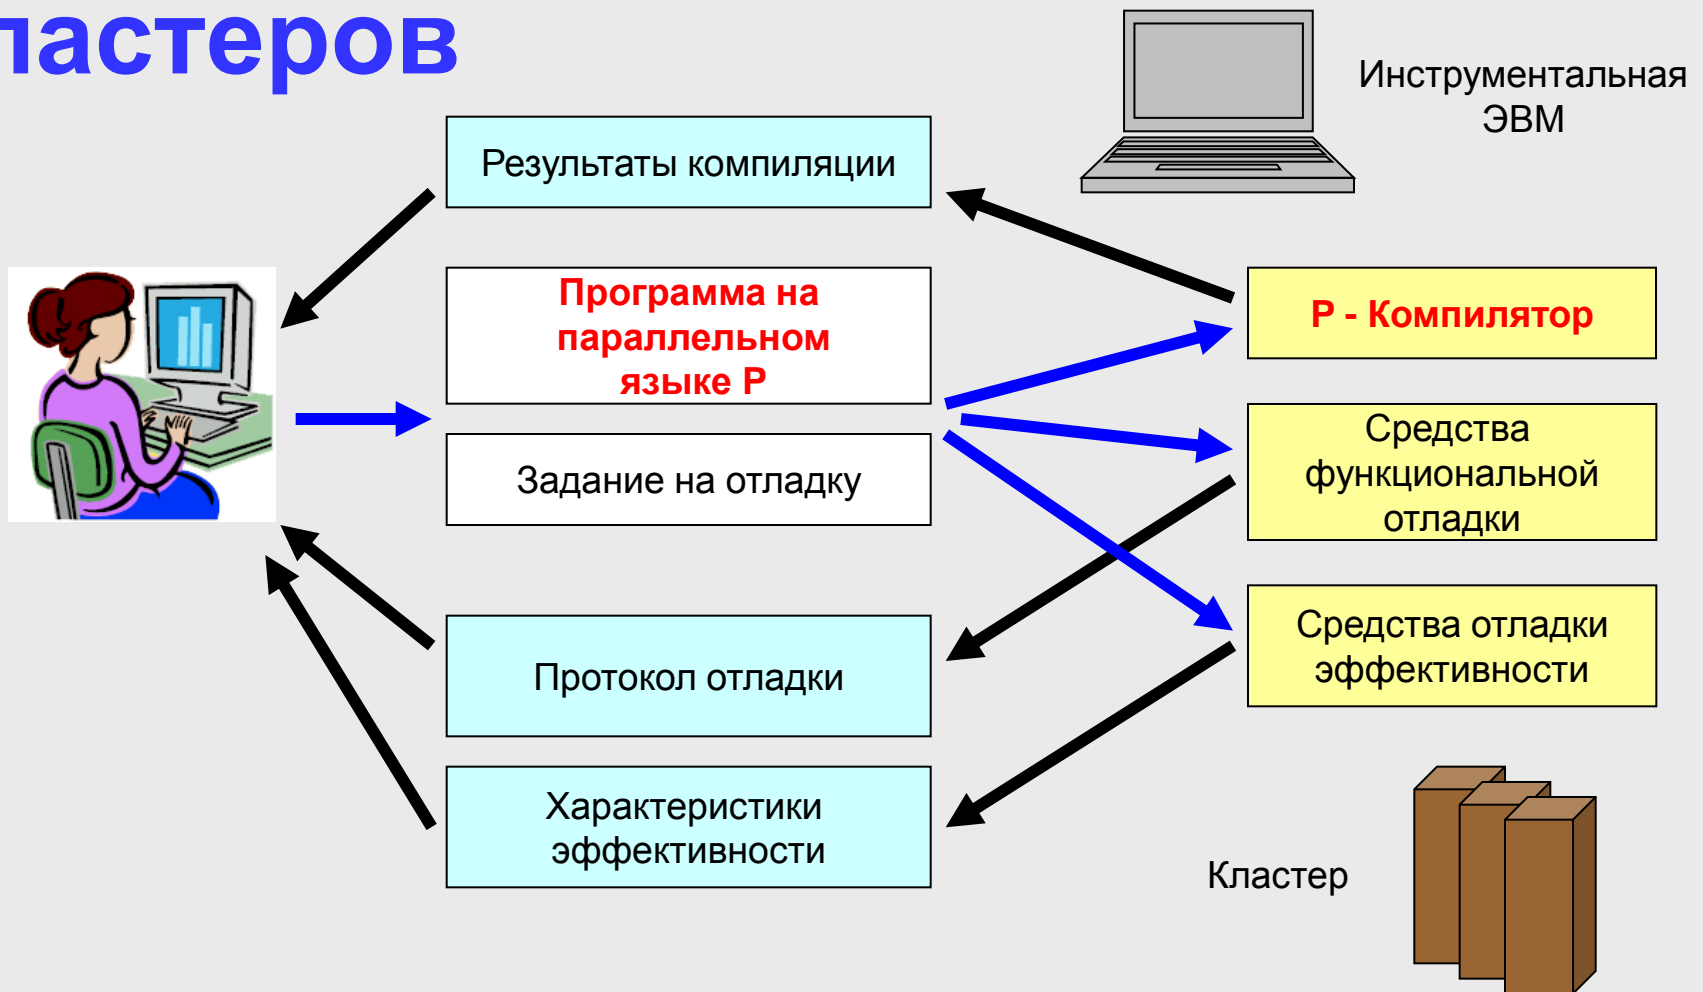 ластеров
Инструментальная
ЭВМ
Результаты компиляции
Программа на
параллельном
языке P
P - Компилятор
Задание на отладку
Средства
функциональной
отладки
Протокол отладки
Средства отладки
эффективности
Характеристики
эффективности
Кластер